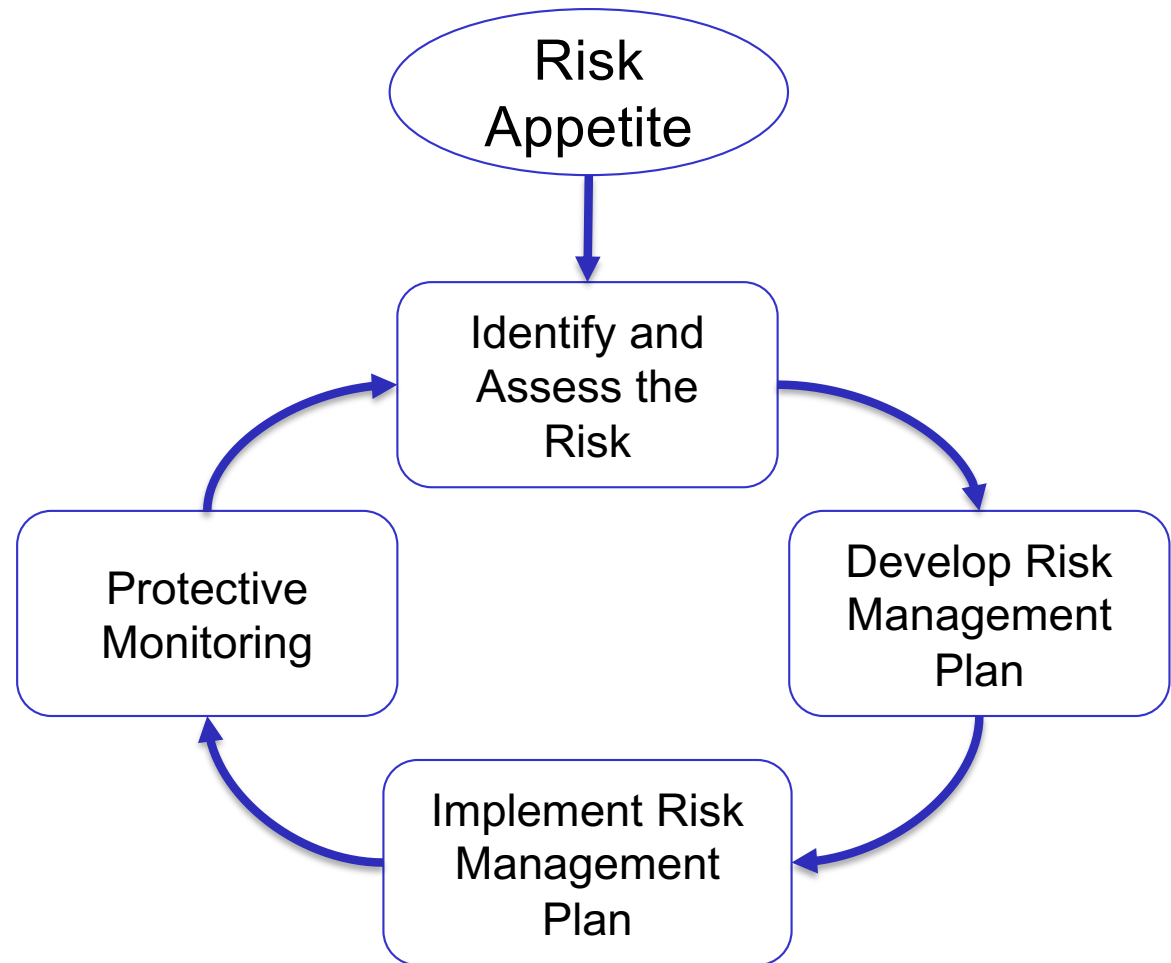 Risk
Appetite
Identify and
Assess the
Risk
Develop Risk
Management
Plan
Implement Risk
Management
Plan
Protective
Monitoring